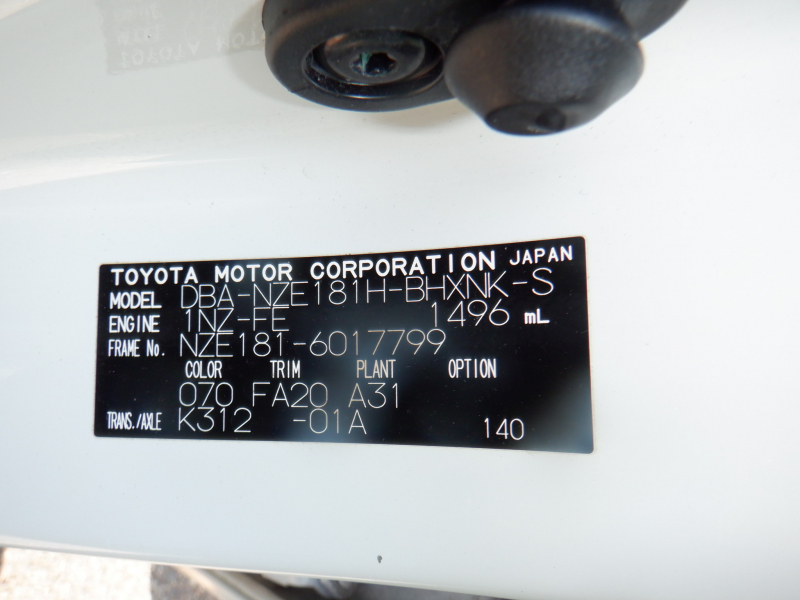 TOYOTA MOTOR CORPORATION JAPAN
MODEL DBA-NZE181H-BHXNK-S
ENGINE 1NZ-FE 1496 mL
FRAME No. NZE181-6017799
COLOR TRIM PLANT OPTION
070 FA20 A31
TRANS./AXLE K312 -01A 140